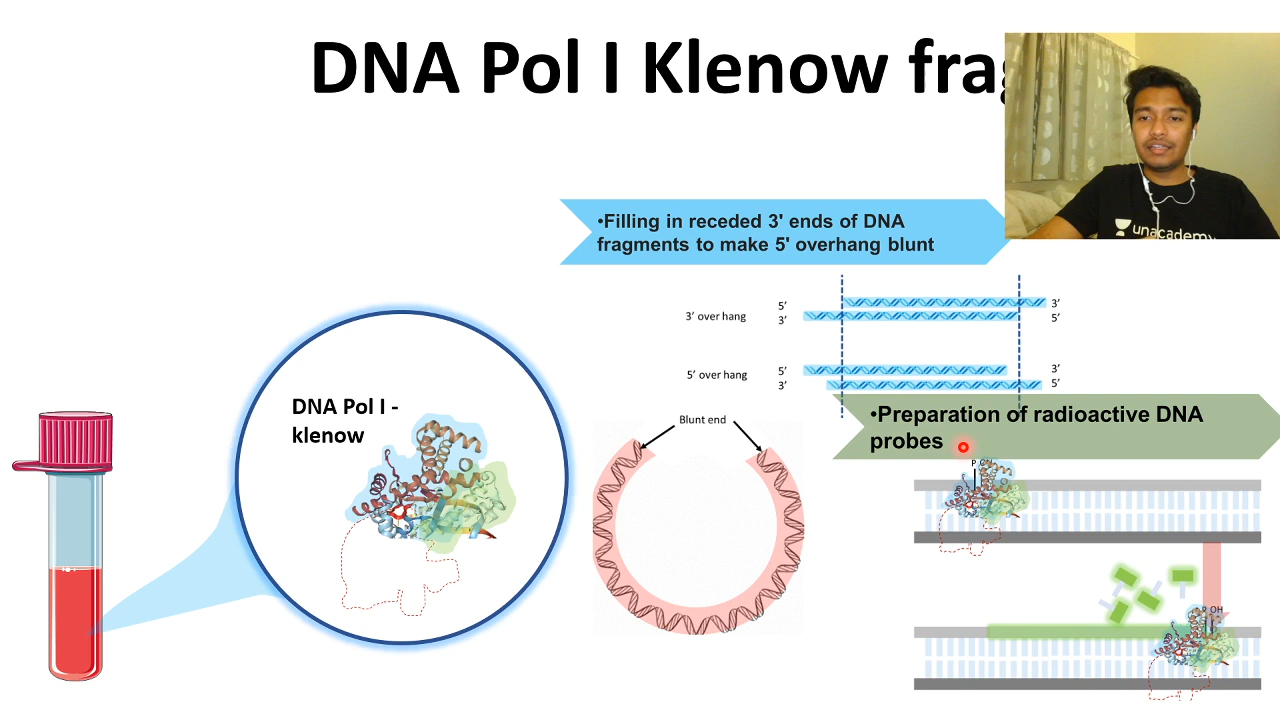 DNA Pol I Klenow
unacademy
•Filling in receded 3' ends of DNA
fragments to make 5' overhang blunt
5' 3'
3' over hang
3' 5'
5' 3'
5' over hang
3' 5'
DNA Pol I -
klenow
Blunt end
•Preparation of radioactive DNA
probes
P
OH